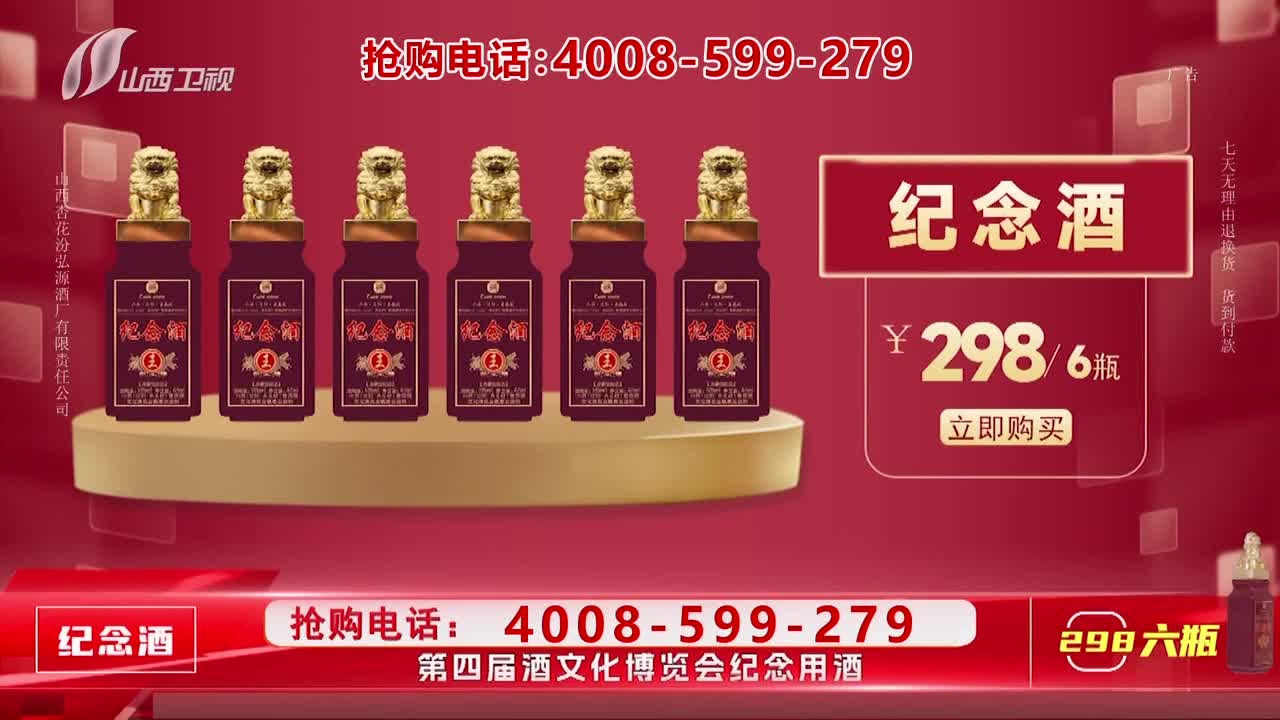 山西卫视
抢购电话:4008-599-279
广告
山西杏花汾弘源酒厂有限责任公司
纪念酒
纪念酒
纪念酒
纪念酒
纪念酒
纪念酒
纪念酒
￥298/6瓶
立即购买
七天无理由退换货 货到付款
纪念酒
抢购电话: 4008-599-279
第四届酒文化博览会纪念用酒
298六瓶